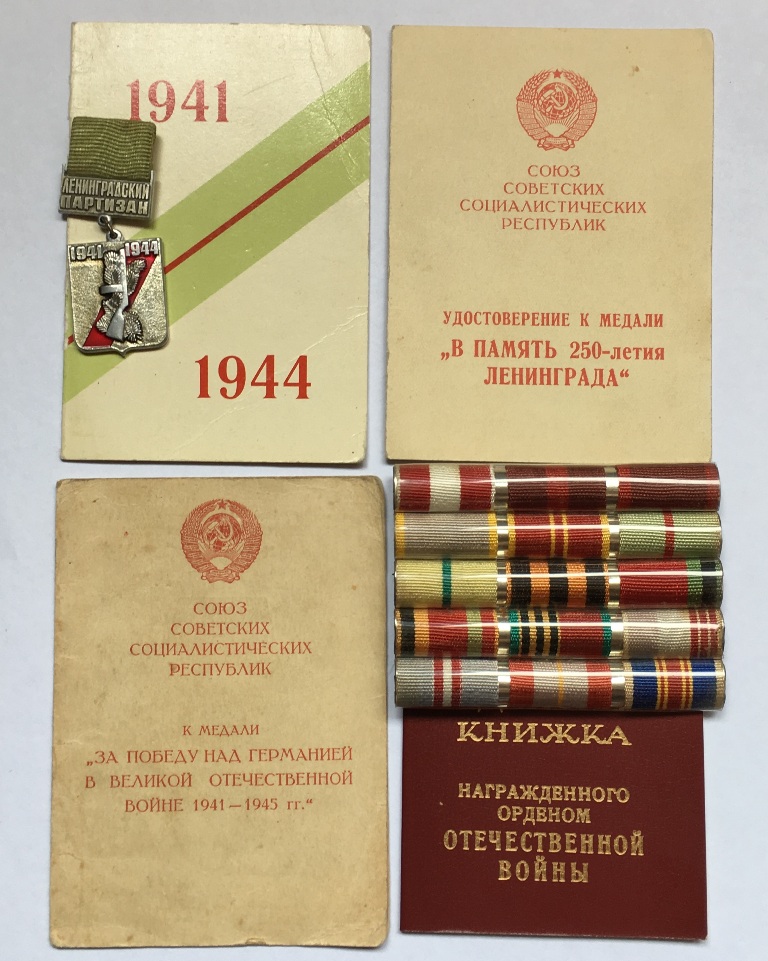 1941
ЛЕНИНГРАДСКИЙ
ПАРТИЗАН
1941 1944
1944
СОЮЗ
СОВЕТСКИХ
СОЦИАЛИСТИЧЕСКИХ
РЕСПУБЛИК
УДОСТОВЕРЕНИЕ К МЕДАЛИ
„В ПАМЯТЬ 250-летия
ЛЕНИНГРАДА“
СОЮЗ
СОВЕТСКИХ
СОЦИАЛИСТИЧЕСКИХ
РЕСПУБЛИК
К МЕДАЛИ
„ЗА ПОБЕДУ НАД ГЕРМАНИЕЙ
В ВЕЛИКОЙ ОТЕЧЕСТВЕННОЙ
ВОЙНЕ 1941—1945 гг.“
КНИЖКА
НАГРАЖДЕННОГО
ОРДЕНОМ
ОТЕЧЕСТВЕННОЙ
ВОЙНЫ